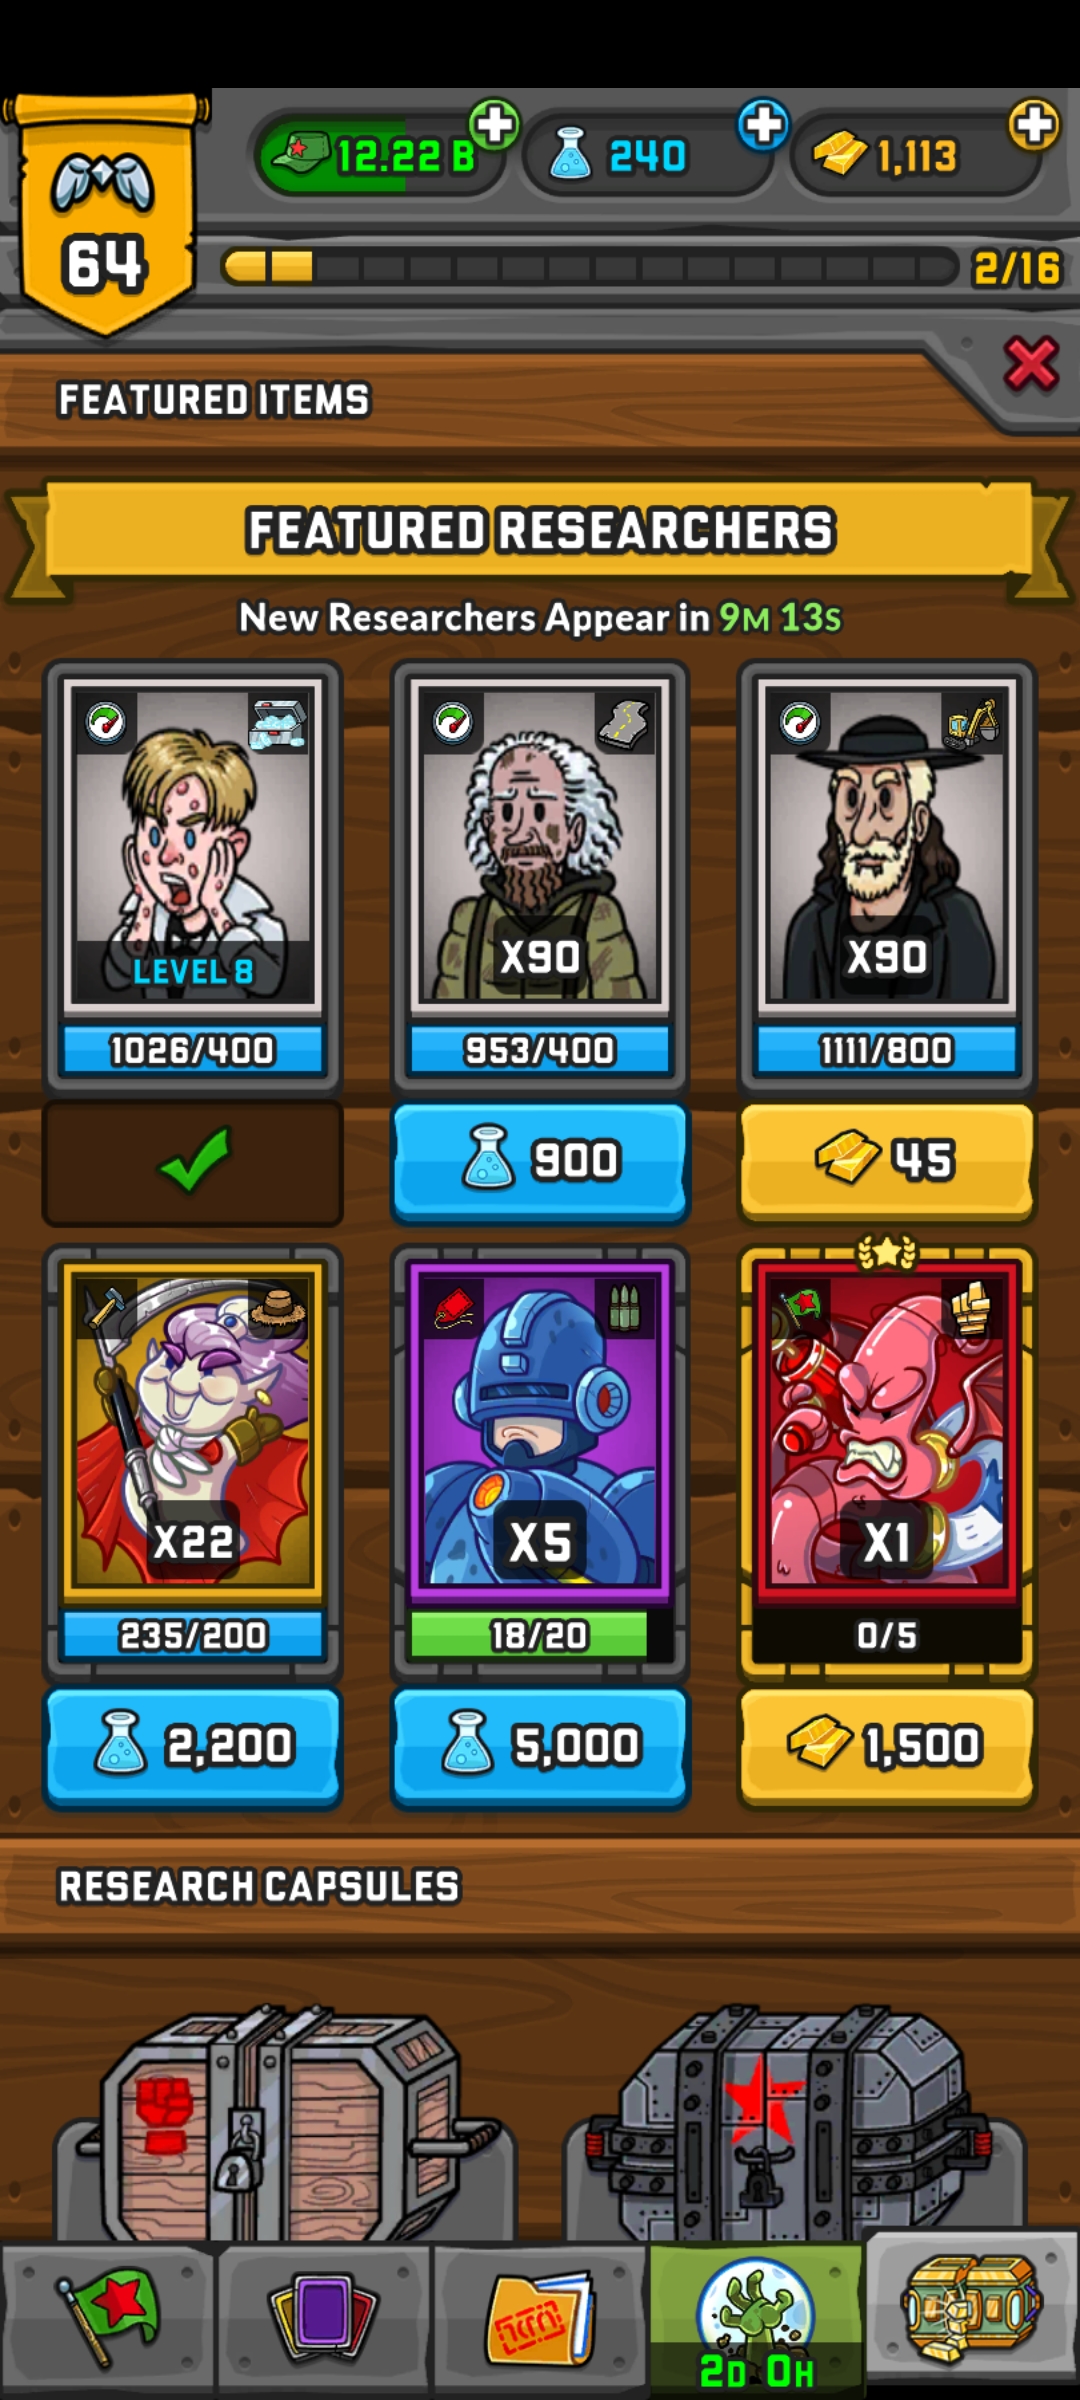 12.22 B
240
1,113
64
2/16
FEATURED ITEMS
FEATURED RESEARCHERS
New Researchers Appear in 9M 13S
LEVEL 8
X90
X90
1026/400
953/400
1111/800
900
45
X22
X5
X1
235/200
18/20
0/5
2,200
5,000
1,500
RESEARCH CAPSULES
2D 0H